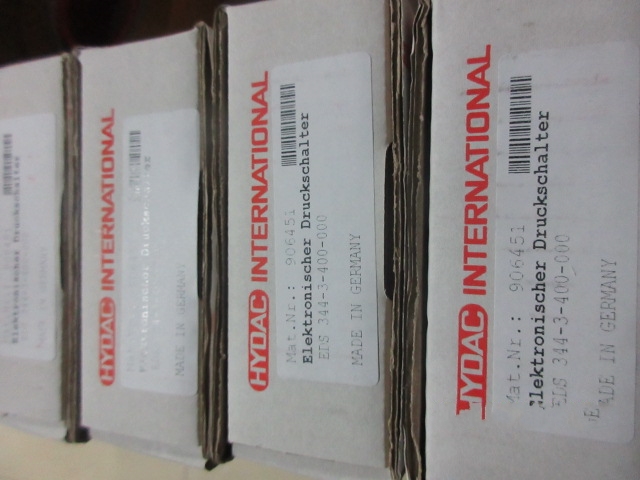 Elektronischer Druckschalter
HYDAC INTERNATIONAL
MADE IN GERMANY
HYDAC INTERNATIONAL
Mat.Nr.: 906451
Elektronischer Druckschalter
EDS 344-3-400-000
MADE IN GERMANY
HYDAC INTERNATIONAL
Mat.Nr.: 906451
Elektronischer Druckschalter
EDS 344-3-400-000
MADE IN GERMANY